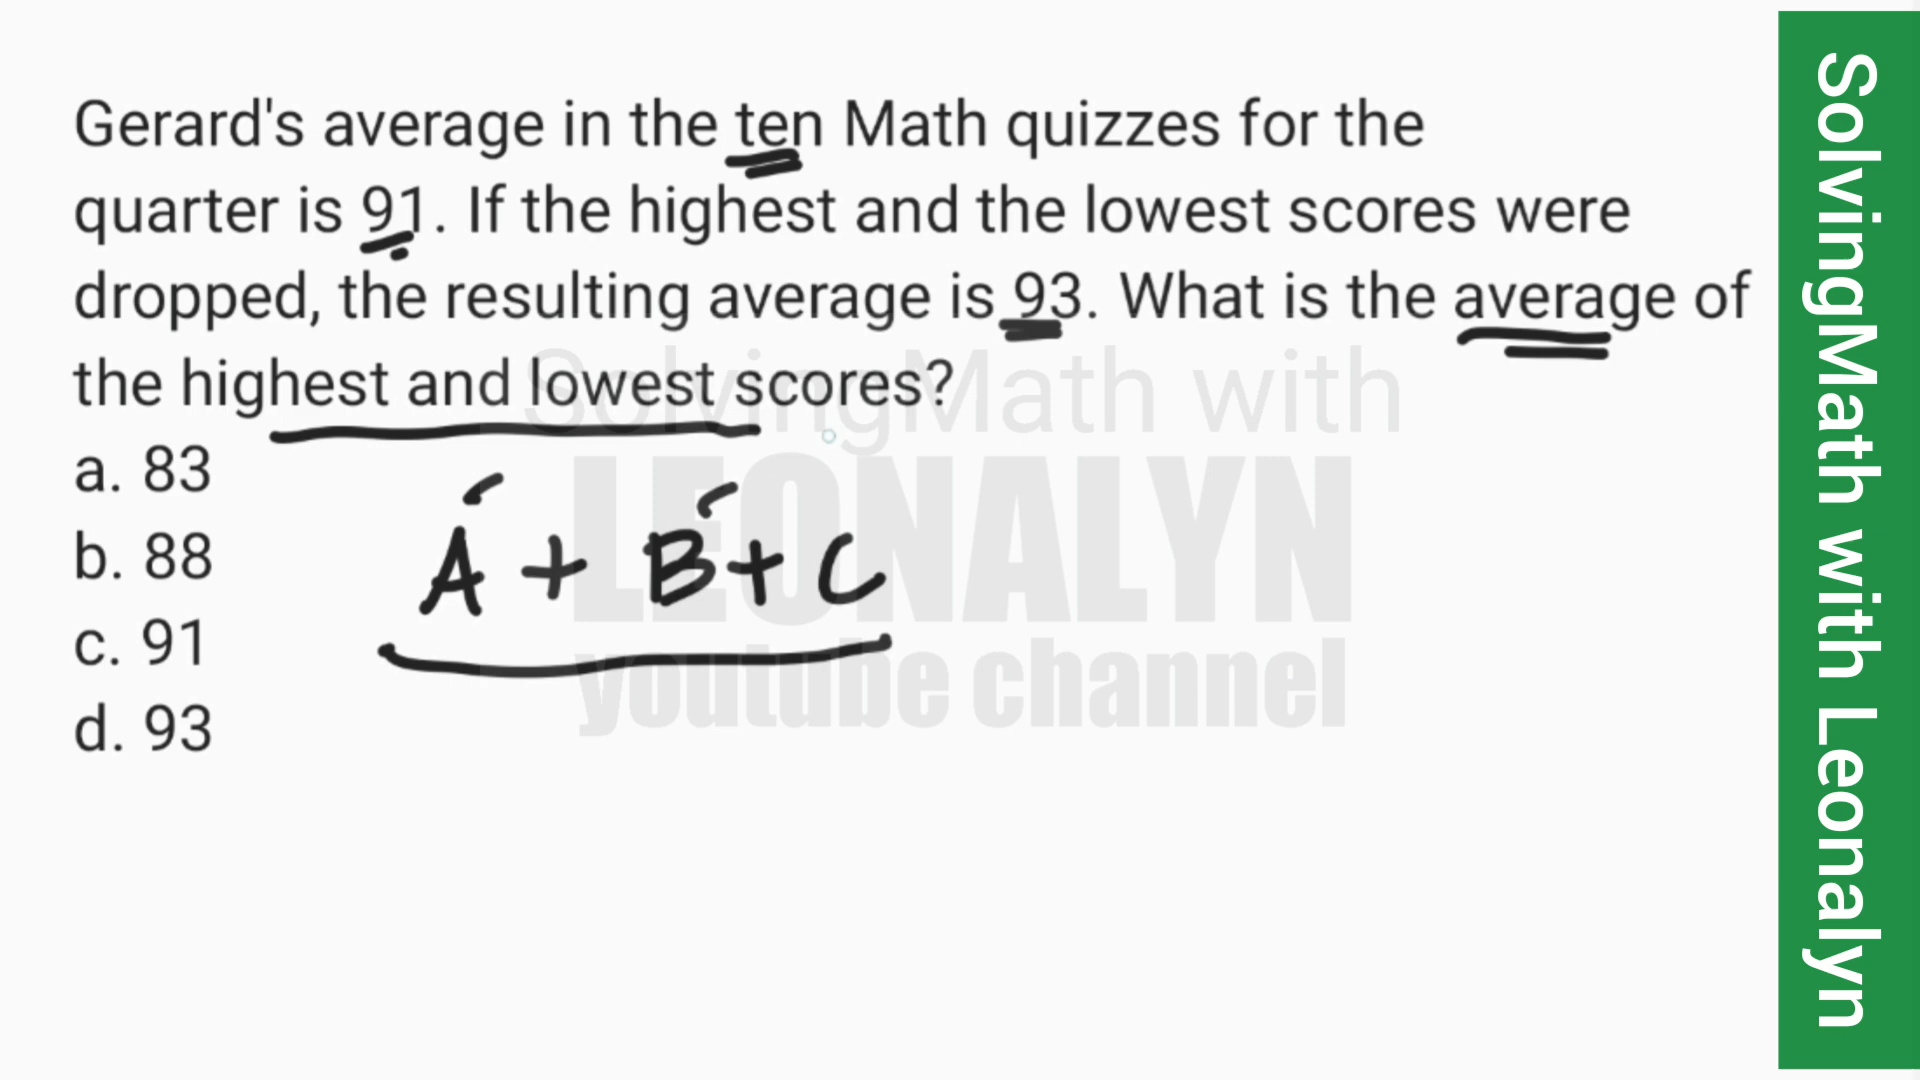 Gerard's average in the ten Math quizzes for the
quarter is 91. If the highest and the lowest scores were
dropped, the resulting average is 93. What is the average of
the highest and lowest scores?
a. 83
b. 88
c. 91
d. 93
A + B + C
SolvingMath with
LEONALYN
youtube channel
SolvingMath with Leonalyn